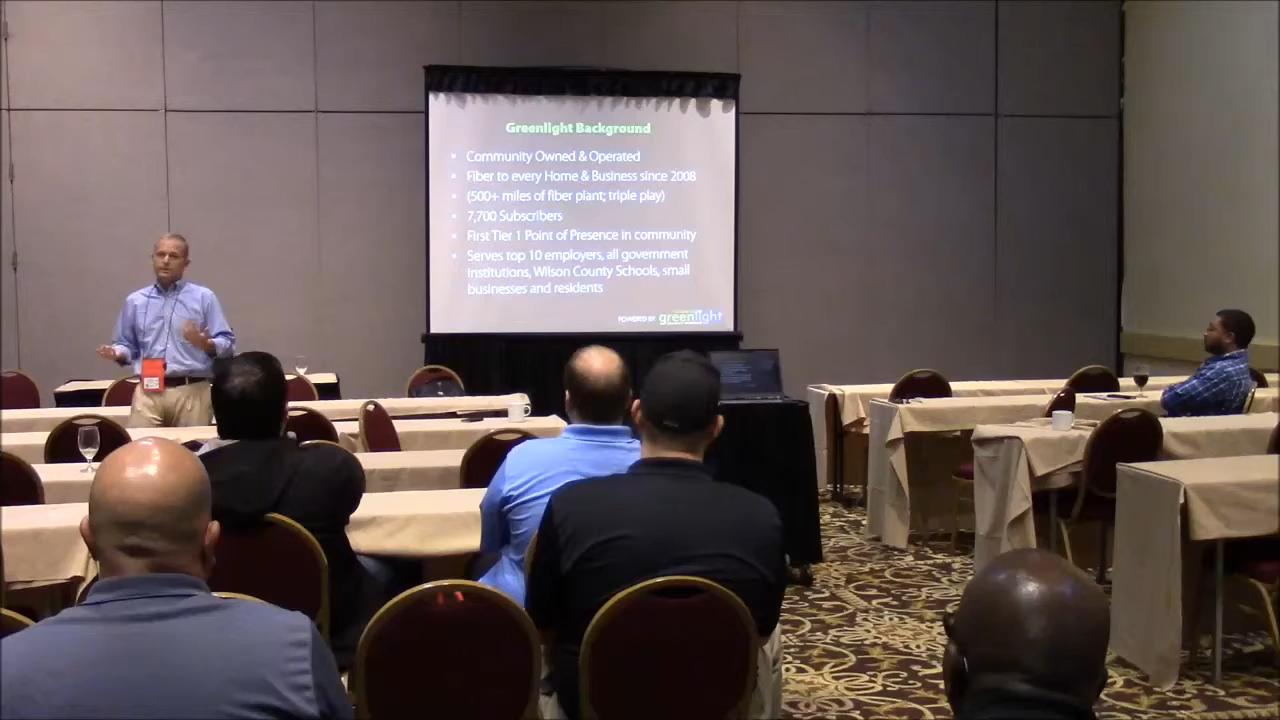 Greenlight Background
• Community Owned & Operated
• Fiber to every Home & Business since 2008
• (500+ miles of fiber plant; triple play)
• 7,700 Subscribers
• First Tier 1 Point of Presence in community
• Serves top 10 employers, all government
institutions, Wilson County Schools, small
businesses and residents
POWERED BY greenlight